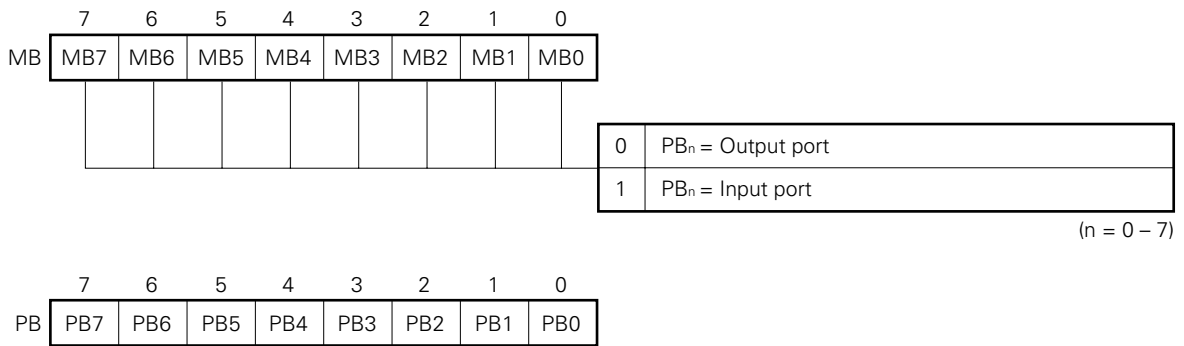 7 6 5 4 3 2 1 0
MB MB7 MB6 MB5 MB4 MB3 MB2 MB1 MB0
0 PBn = Output port
1 PBn = Input port
(n = 0 – 7)
7 6 5 4 3 2 1 0
PB PB7 PB6 PB5 PB4 PB3 PB2 PB1 PB0